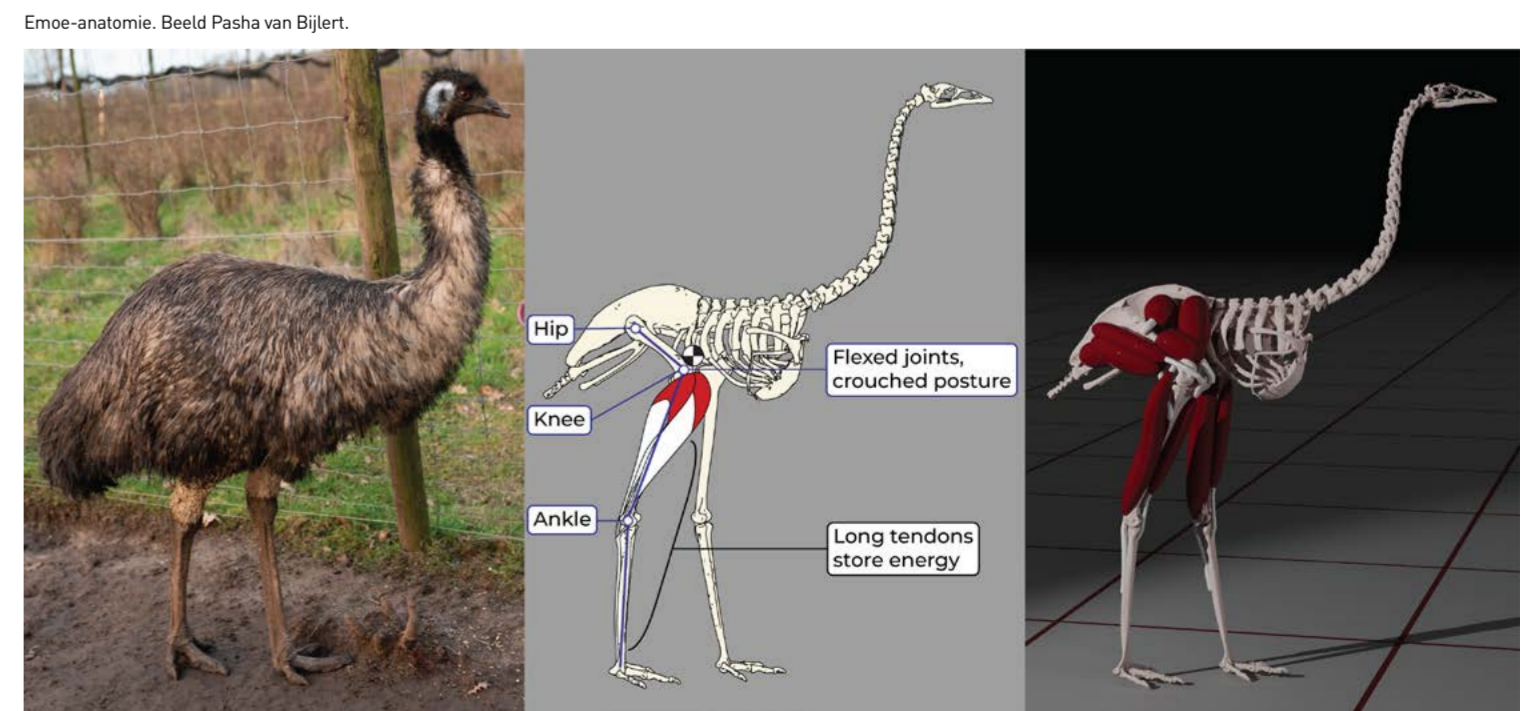 Emoe-anatomie. Beeld Pasha van Bijlert.
Hip
Flexed joints,
crouched posture
Knee
Ankle
Long tendons
store energy